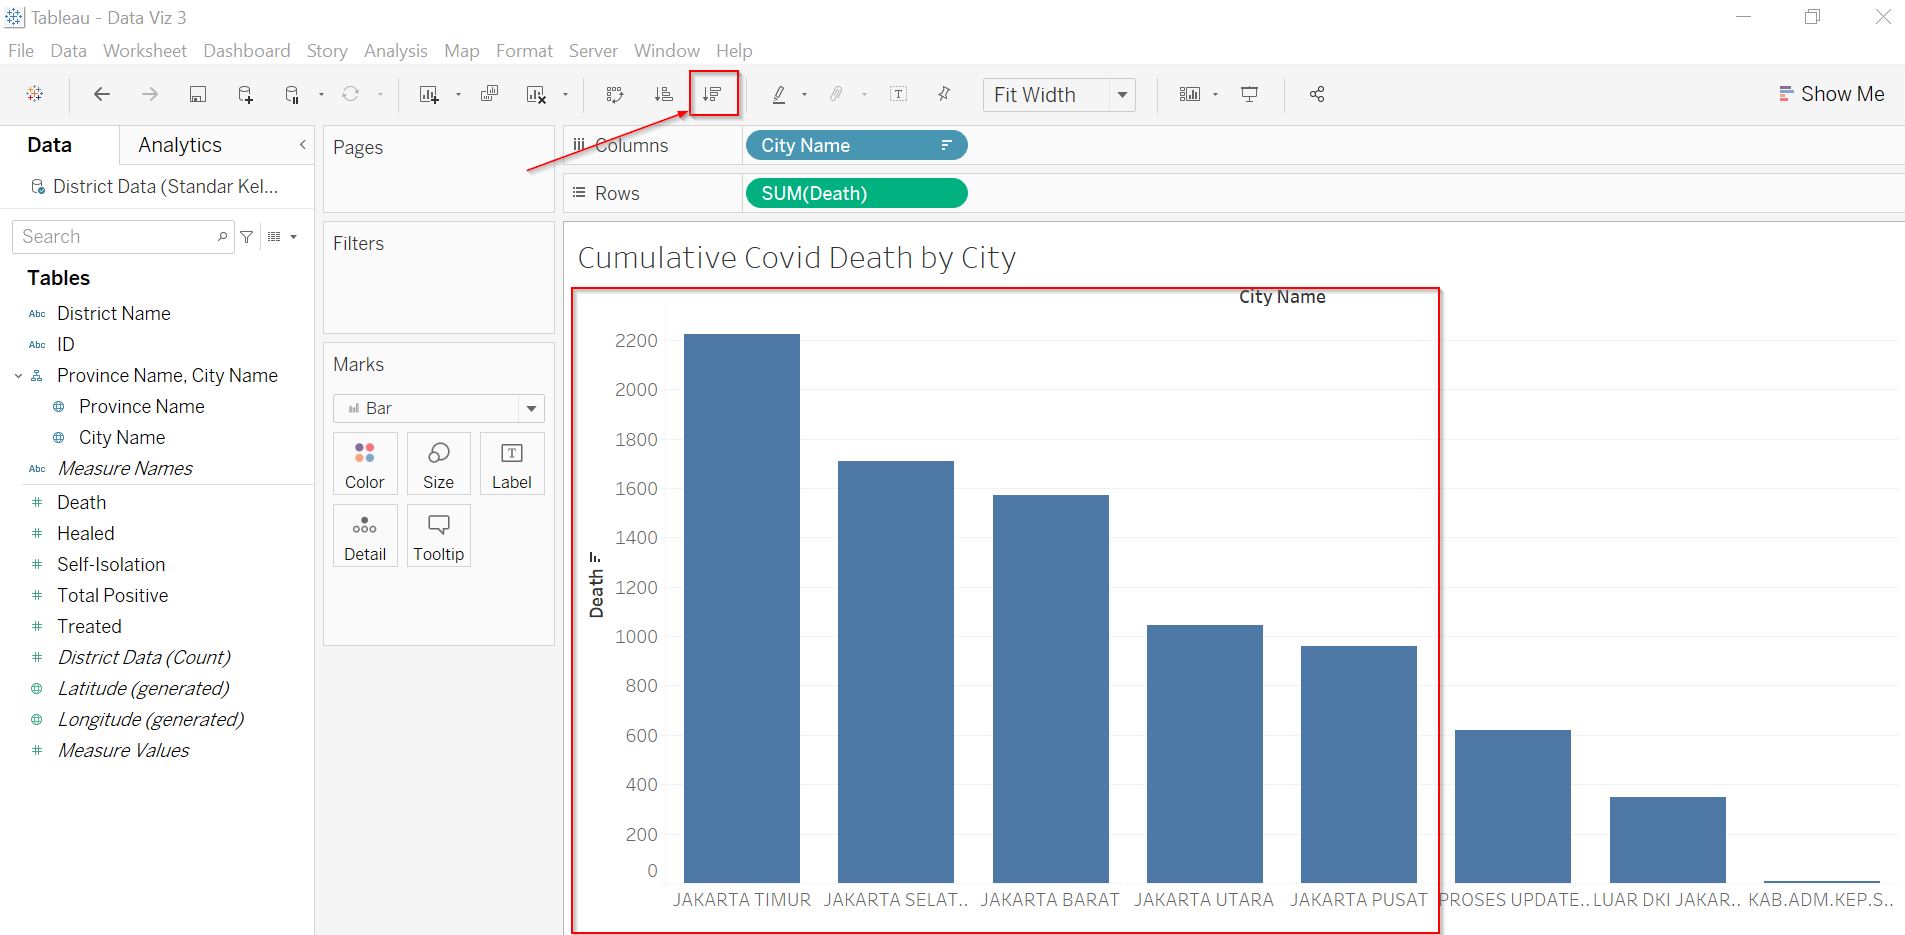 Tableau - Data Viz 3
File Data Worksheet Dashboard Story Analysis Map Format Server Window Help
Fit Width
Show Me
Data
Analytics
District Data (Standar Kel...
Search
Tables
Abc District Name
Abc ID
Province Name, City Name
Province Name
City Name
Abc Measure Names
# Death
# Healed
# Self-Isolation
# Total Positive
# Treated
# District Data (Count)
Latitude (generated)
Longitude (generated)
# Measure Values
Pages
Filters
Marks
Bar
Color Size Label
Detail Tooltip
Columns City Name
Rows SUM(Death)
Cumulative Covid Death by City
City Name
Death
2200
2000
1800
1600
1400
1200
1000
800
600
400
200
0
JAKARTA TIMUR JAKARTA SELAT.. JAKARTA BARAT JAKARTA UTARA JAKARTA PUSAT PROSES UPDATE.. LUAR DKI JAKAR.. KAB.ADM.KEP.S..